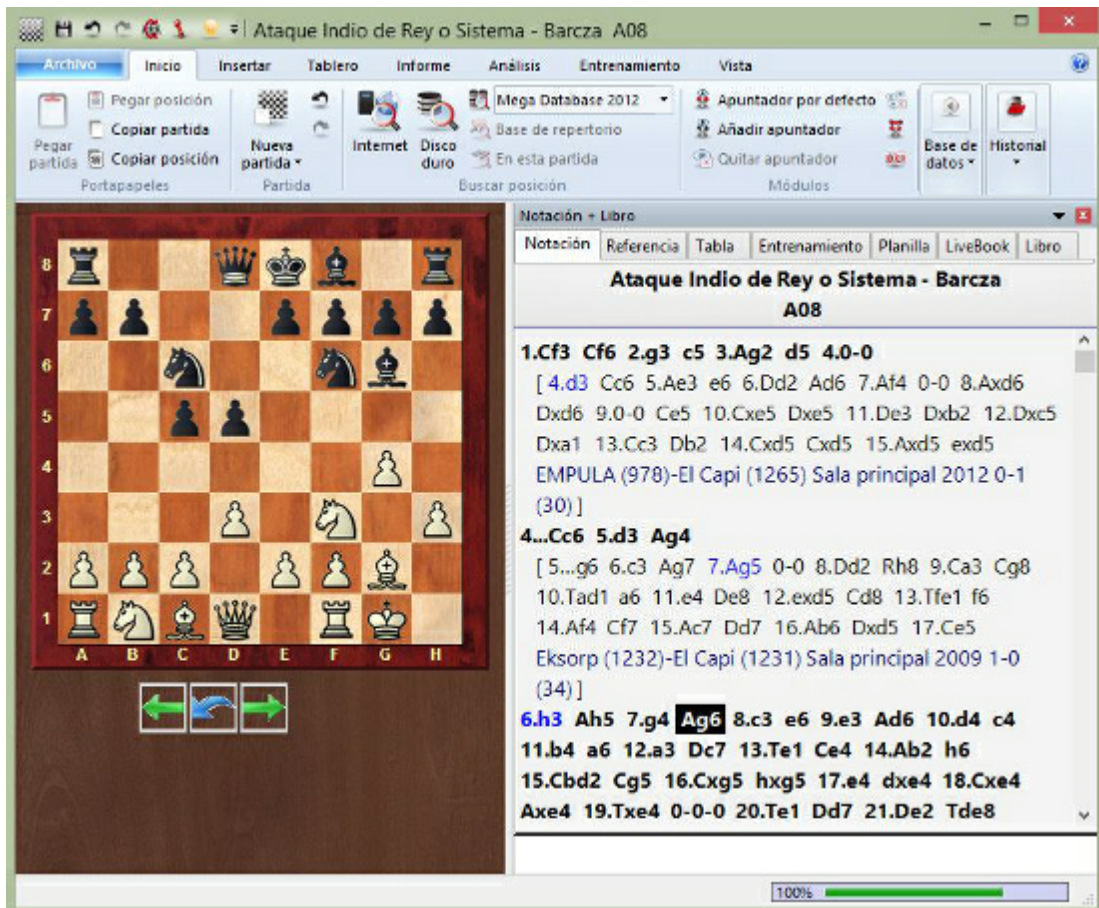 Ataque Indio de Rey o Sistema - Barcza A08
Archivo Inicio Insertar Tablero Informe Análisis Entrenamiento Vista
Pegar partida
Pegar posición
Copiar partida
Copiar posición
Portapapeles
Nueva partida
Partida
Internet
Disco duro
Mega Database 2012
Base de repertorio
En esta partida
Buscar posición
Apuntador por defecto
Añadir apuntador
Quitar apuntador
Módulos
Base de datos
Historial
8
7
6
5
4
3
2
1
A B C D E F G H
Notación + Libro
Notación Referencia Tabla Entrenamiento Planilla LiveBook Libro
Ataque Indio de Rey o Sistema - Barcza
A08
1.Cf3 Cf6 2.g3 c5 3.Ag2 d5 4.0-0
[ 4.d3 Cc6 5.Ae3 e6 6.Dd2 Ad6 7.Af4 0-0 8.Axd6
Dxd6 9.0-0 Ce5 10.Cxe5 Dxe5 11.De3 Dxb2 12.Dxc5
Dxa1 13.Cc3 Db2 14.Cxd5 Cxd5 15.Axd5 exd5
EMPULA (978)-El Capi (1265) Sala principal 2012 0-1
(30) ]
4...Cc6 5.d3 Ag4
[ 5...g6 6.c3 Ag7 7.Ag5 0-0 8.Dd2 Rh8 9.Ca3 Cg8
10.Tad1 a6 11.e4 De8 12.exd5 Cd8 13.Tfe1 f6
14.Af4 Cf7 15.Ac7 Dd7 16.Ab6 Dxd5 17.Ce5
Eksorp (1232)-El Capi (1231) Sala principal 2009 1-0
(34) ]
6.h3 Ah5 7.g4 Ag6 8.c3 e6 9.e3 Ad6 10.d4 c4
11.b4 a6 12.a3 Dc7 13.Te1 Ce4 14.Ab2 h6
15.Cbd2 Cg5 16.Cxg5 hxg5 17.e4 dxe4 18.Cxe4
Axe4 19.Txe4 0-0-0 20.Te1 Dd7 21.De2 Tde8
100%